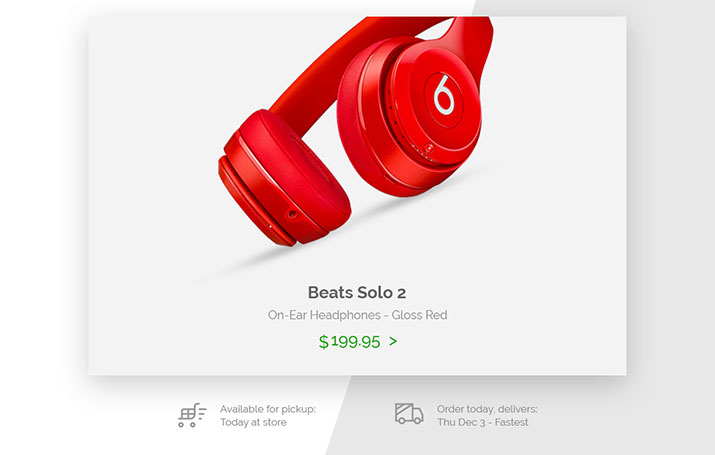 Beats Solo 2
On-Ear Headphones - Gloss Red
$199.95 >
Available for pickup:
Today at store
Order today, delivers:
Thu Dec 3 - Fastest